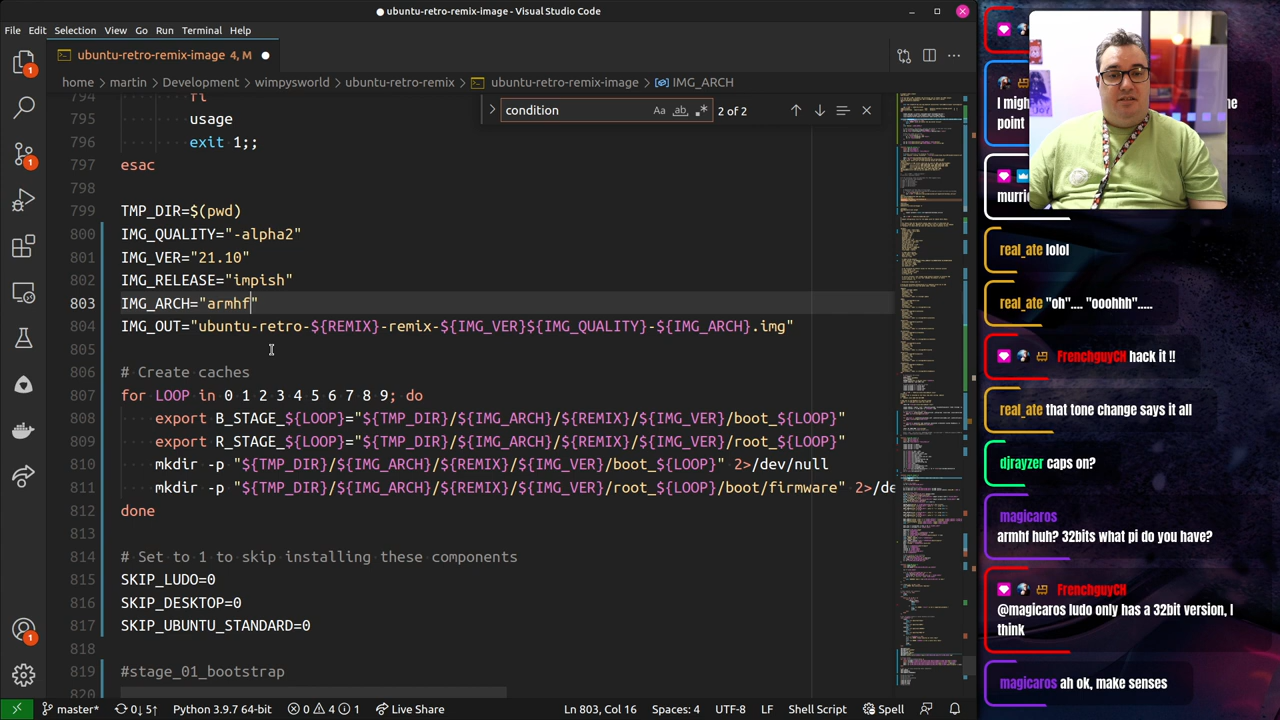 ubuntu-retro-remix-image - Visual Studio Code
File Edit Selection View Go Run Terminal Help
ubuntu-retro-remix-image 4, M
home > martin > Development > wimpysworld > ubuntu-retro-remix > ubuntu-retro-remix-image > IMG_ARCH
condition Aa ab .* 2 of 2
794 fi
795 usage
796 exit 1;;
797 esac
798
799 TMP_DIR=$(pwd)
800 IMG_QUALITY="-alpha2"
801 IMG_VER="21.10"
802 IMG_RELEASE="impish"
803 IMG_ARCH="armhf"
804 IMG_OUT="ubuntu-retro-${REMIX}-remix-${IMG_VER}${IMG_QUALITY}-${IMG_ARCH}.img"
805
806 # Create caches
807 for LOOP in 0 1 2 3 4 5 6 7 8 9; do
808 export B_STAGE_${LOOP}="${TMP_DIR}/${IMG_ARCH}/${REMIX}/${IMG_VER}/boot_${LOOP}"
809 export R_STAGE_${LOOP}="${TMP_DIR}/${IMG_ARCH}/${REMIX}/${IMG_VER}/root_${LOOP}"
810 mkdir -p "${TMP_DIR}/${IMG_ARCH}/${REMIX}/${IMG_VER}/boot_${LOOP}" 2>/dev/null
811 mkdir -p "${TMP_DIR}/${IMG_ARCH}/${REMIX}/${IMG_VER}/root_${LOOP}/boot/firmware" 2>/de
812 done
813
814 # Set to 1 to skip installing these components
815 SKIP_LUDO=0
816 SKIP_DESKTOP=0
817 SKIP_UBUNTU_STANDARD=0
818
819 #stage_01_bootstrap
820
master* 0↓ 5↑ Python 3.9.7 64-bit 0 4 1 Live Share Ln 803, Col 16 Spaces: 4 UTF-8 LF Shell Script Spell
point
real_ate lolol
real_ate "oh".... "ooohhh".....
FrenchguyCH hack it !!
real_ate that tone change says it all
djrayzer caps on?
magicaros
armhf huh? 32bits what pi do you have?
FrenchguyCH
@magicaros ludo only has a 32bit version, I
think
magicaros ah ok, make senses